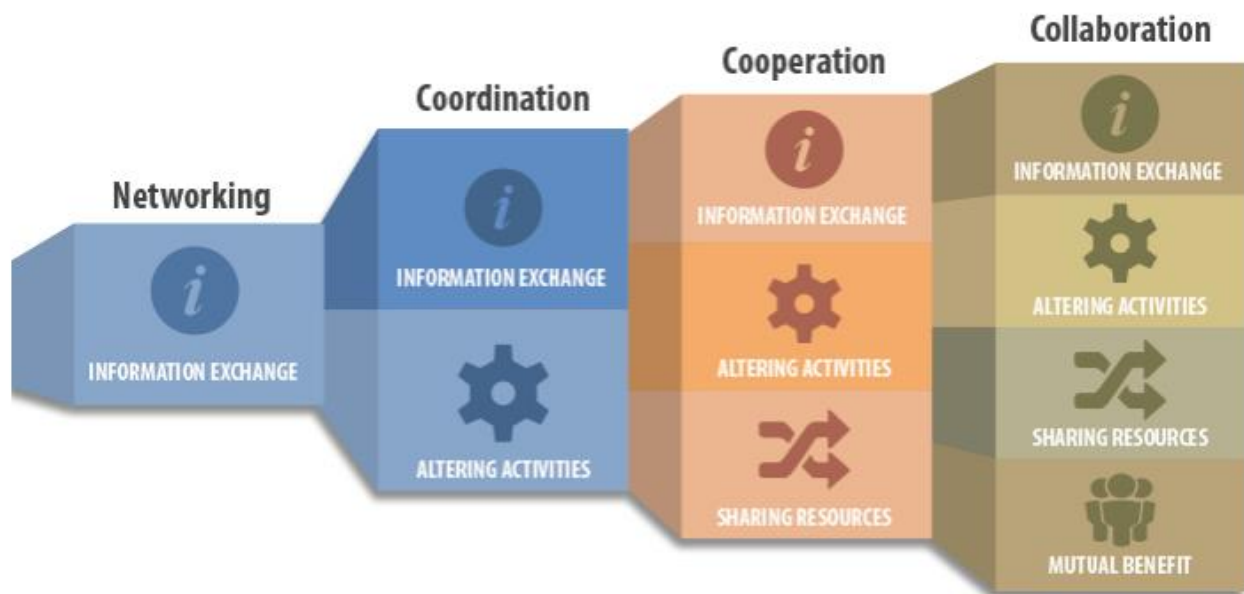 Networking
i
INFORMATION EXCHANGE
Coordination
i
INFORMATION EXCHANGE
ALTERING ACTIVITIES
Cooperation
i
INFORMATION EXCHANGE
ALTERING ACTIVITIES
SHARING RESOURCES
Collaboration
i
INFORMATION EXCHANGE
ALTERING ACTIVITIES
SHARING RESOURCES
MUTUAL BENEFIT